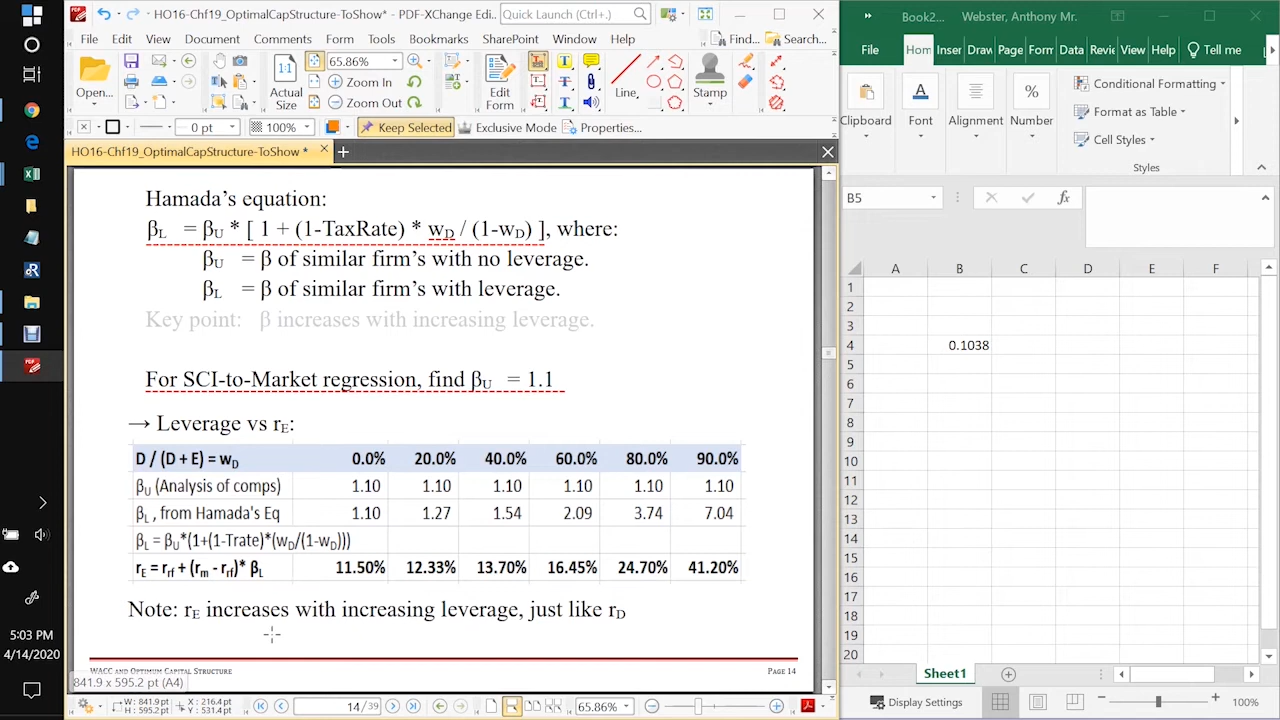 HO16-Chf19_OptimalCapStructure-ToShow* - PDF-XChange Edi...
Quick Launch (Ctrl+.)
File Edit View Document Comments Form Tools Bookmarks SharePoint Window Help Find... Search...
Open... Actual Size 65.86% Zoom In Zoom Out Edit Form Line, Stamp
0 pt 100% Keep Selected Exclusive Mode Properties...
HO16-Chf19_OptimalCapStructure-ToShow *
Hamada's equation:
βL = βU * [ 1 + (1-TaxRate) * wD / (1-wD) ], where:
βU = β of similar firm's with no leverage.
βL = β of similar firm's with leverage.
Key point: β increases with increasing leverage.
For SCI-to-Market regression, find βU = 1.1
→ Leverage vs rE:
D / (D + E) = wD 0.0% 20.0% 40.0% 60.0% 80.0% 90.0%
βU (Analysis of comps) 1.10 1.10 1.10 1.10 1.10 1.10
βL, from Hamada's Eq 1.10 1.27 1.54 2.09 3.74 7.04
βL = βU*(1+(1-Trate)*(wD/(1-wD)))
rE = rrf + (rm - rrf)* βL 11.50% 12.33% 13.70% 16.45% 24.70% 41.20%
Note: rE increases with increasing leverage, just like rD
WACC AND OPTIMUM CAPITAL STRUCTURE PAGE 14
841.9 x 595.2 pt (A4)
W: 841.9pt H: 595.2pt X: 216.4pt Y: 531.4pt 14 / 39 65.86%
5:03 PM
4/14/2020
Book2... Webster, Anthony Mr.
File Hom Inser Draw Page Form Data Revie View Help Tell me
Clipboard Font Alignment Number
Conditional Formatting
Format as Table
Cell Styles
Styles
B5 fx
A B C D E F
1
2
3
4 0.1038
5
6
7
8
9
10
11
12
13
14
15
16
17
18
19
20
Sheet1
Display Settings 100%